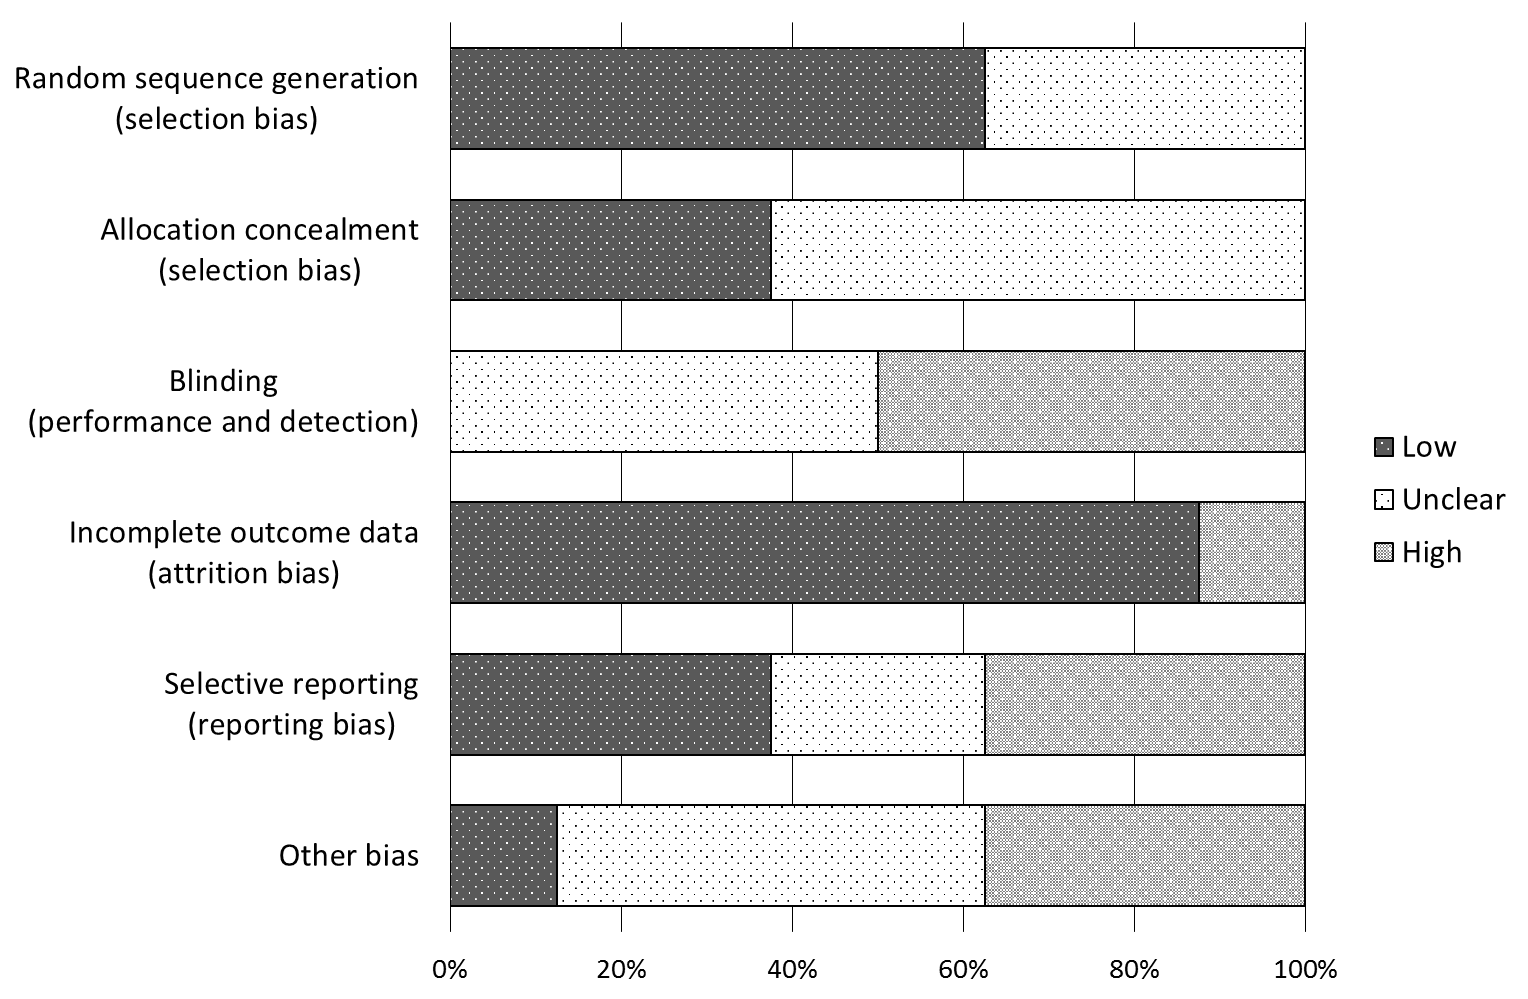 Random sequence generation
(selection bias)
Allocation concealment
(selection bias)
Blinding
(performance and detection)
Incomplete outcome data
(attrition bias)
Selective reporting
(reporting bias)
Other bias
0% 20% 40% 60% 80% 100%
Low
Unclear
High